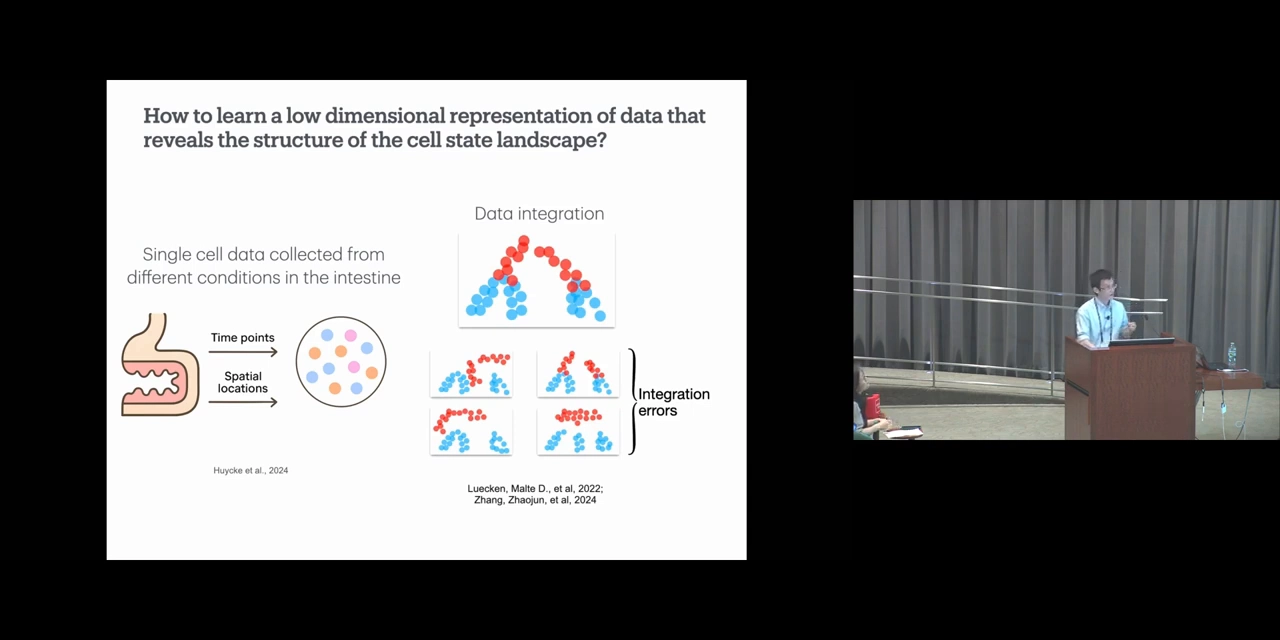 How to learn a low dimensional representation of data that
reveals the structure of the cell state landscape?
Single cell data collected from
different conditions in the intestine
Time points
Spatial
locations
Huycke et al., 2024
Data integration
Integration
errors
Luecken, Malte D., et al, 2022;
Zhang, Zhaojun, et al, 2024